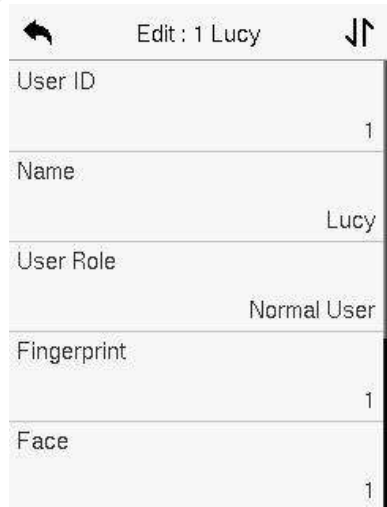 Edit : 1 Lucy
User ID
1
Name
Lucy
User Role
Normal User
Fingerprint
1
Face
1